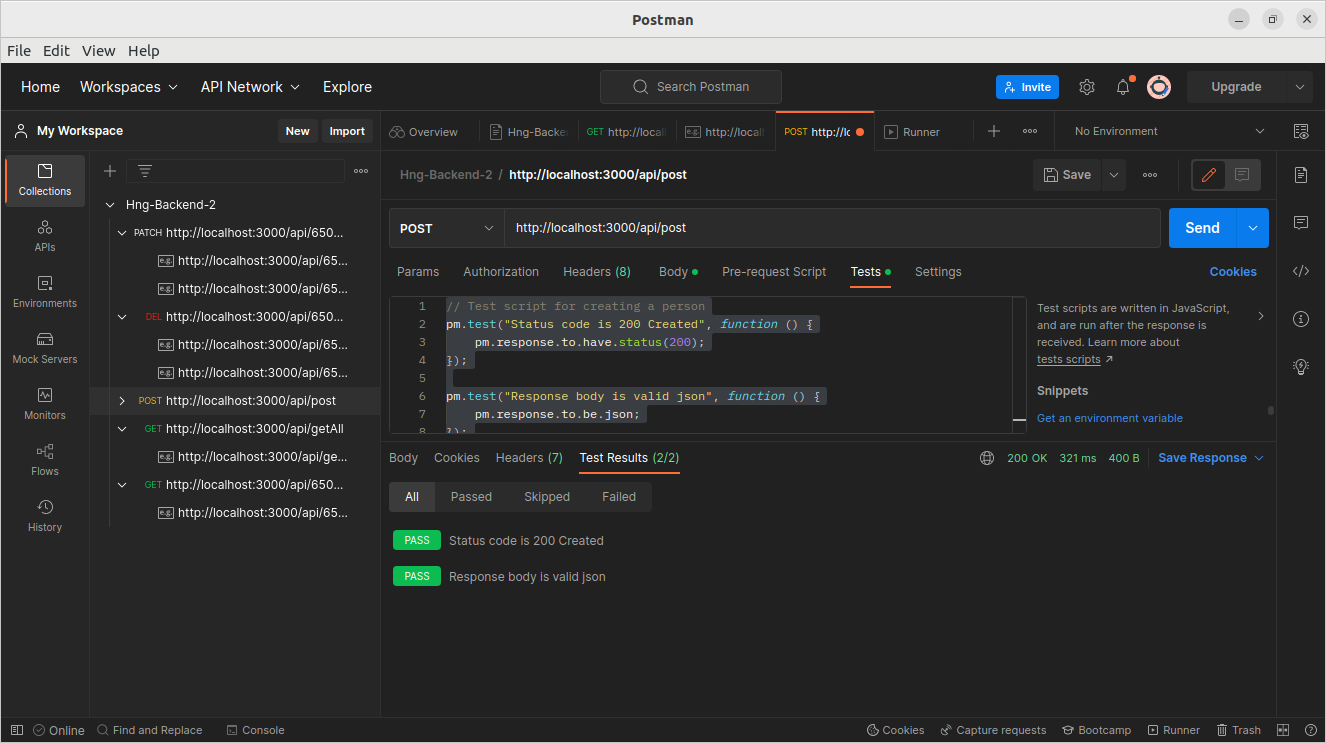 Postman
File Edit View Help
Home Workspaces API Network Explore Search Postman Invite Upgrade
My Workspace New Import Overview Hng-Backe GET http://locall http://locall POST http://lc Runner No Environment
Collections
APIs
Environments
Mock Servers
Monitors
Flows
History
Hng-Backend-2
PATCH http://localhost:3000/api/650...
e.g. http://localhost:3000/api/65...
e.g. http://localhost:3000/api/65...
DEL http://localhost:3000/api/650...
e.g. http://localhost:3000/api/65...
e.g. http://localhost:3000/api/65...
POST http://localhost:3000/api/post
GET http://localhost:3000/api/getAll
e.g. http://localhost:3000/api/ge...
GET http://localhost:3000/api/650...
e.g. http://localhost:3000/api/65...
Hng-Backend-2 / http://localhost:3000/api/post Save
POST http://localhost:3000/api/post Send
Params Authorization Headers (8) Body Pre-request Script Tests Settings Cookies
1 // Test script for creating a person
2 pm.test("Status code is 200 Created", function () {
3 pm.response.to.have.status(200);
4 });
5
6 pm.test("Response body is valid json", function () {
7 pm.response.to.be.json;
8 });
Test scripts are written in JavaScript,
and are run after the response is
received. Learn more about
tests scripts ↗
Snippets
Get an environment variable
Body Cookies Headers (7) Test Results (2/2) 200 OK 321 ms 400 B Save Response
All Passed Skipped Failed
PASS Status code is 200 Created
PASS Response body is valid json
Online Find and Replace Console Cookies Capture requests Bootcamp Runner Trash